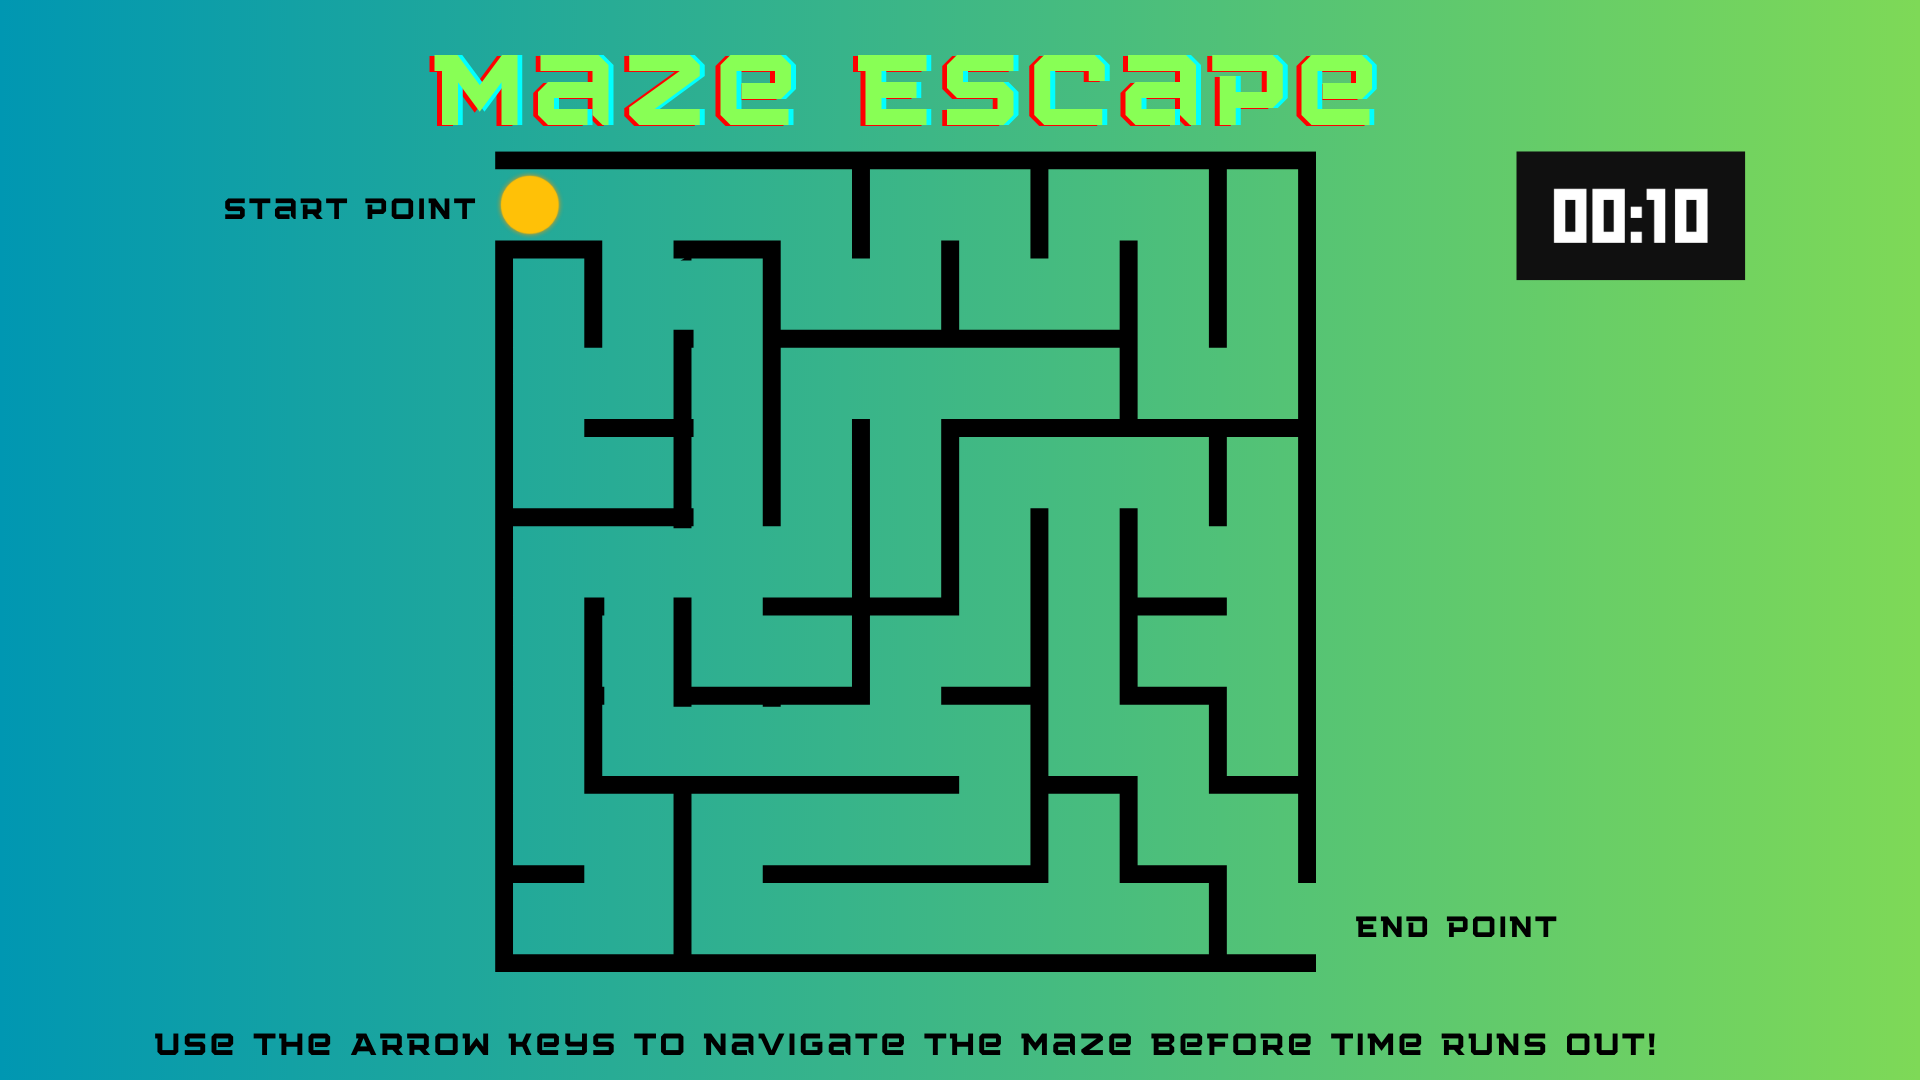 Maze Escape
START POINT
00:10
END POINT
USE THE ARROW KEYS TO NAVIGATE THE MAZE BEFORE TIME RUNS OUT!